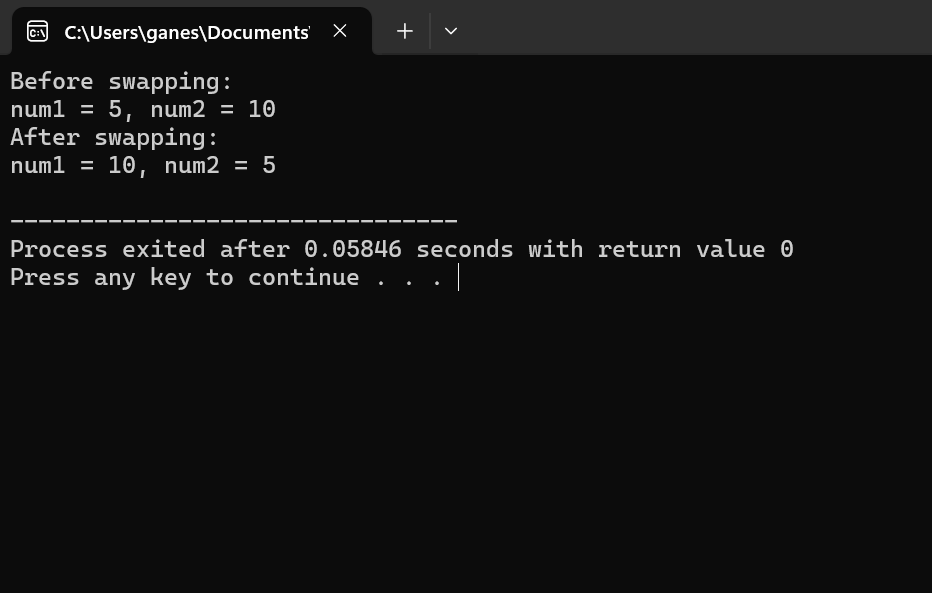 C:\Users\ganes\Documents\
Before swapping:
num1 = 5, num2 = 10
After swapping:
num1 = 10, num2 = 5
--------------------------------
Process exited after 0.05846 seconds with return value 0
Press any key to continue . . .